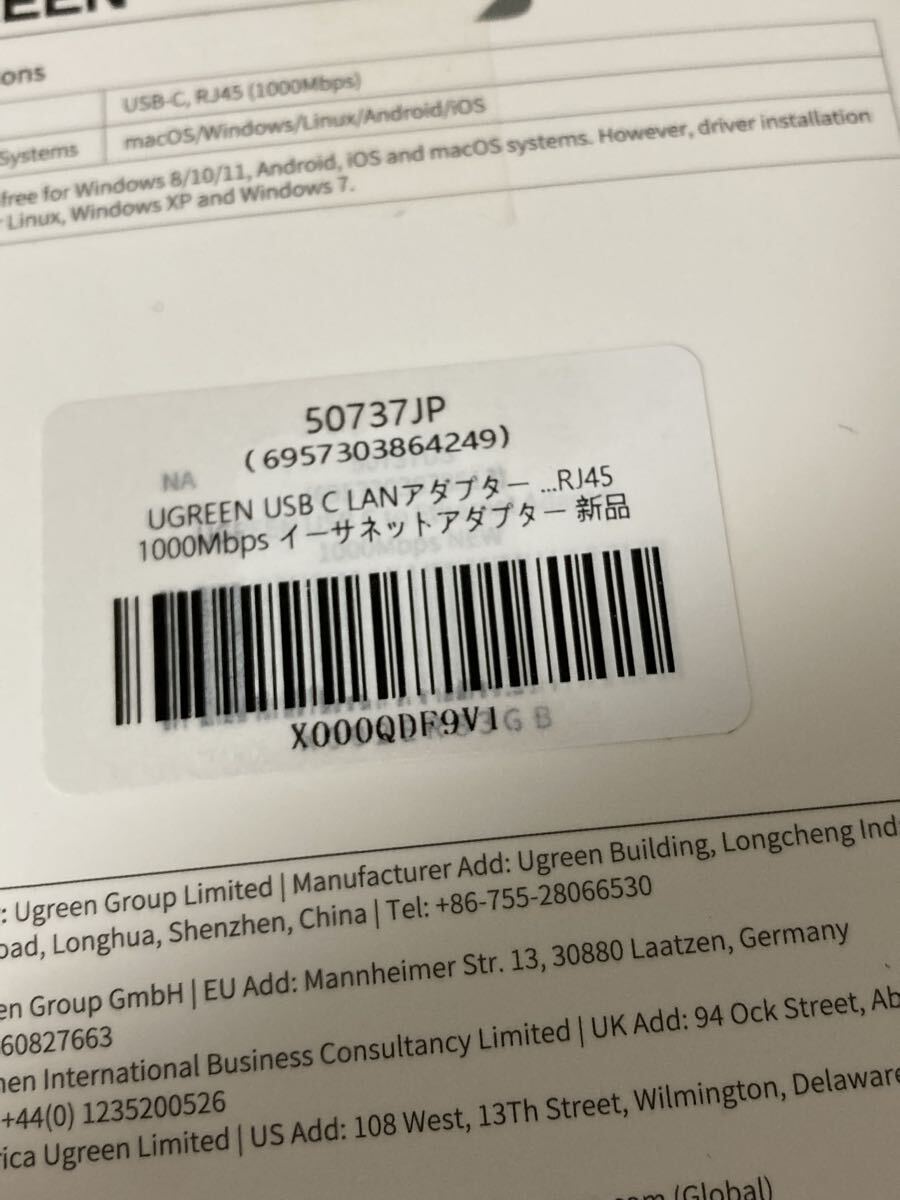 ons
USB-C, RJ45 (1000Mbps)
Systems macOS/Windows/Linux/Android/iOS
free for Windows 8/10/11, Android, iOS and macOS systems. However, driver installation
Linux, Windows XP and Windows 7.
50737JP
(6957303864249)
NA
UGREEN USB C LANアダプター ...RJ45
1000Mbps イーサネットアダプター 新品
1000Mbps NEW
X000QDF9V1
GB
: Ugreen Group Limited | Manufacturer Add: Ugreen Building, Longcheng Ind
oad, Longhua, Shenzhen, China | Tel: +86-755-28066530
en Group GmbH | EU Add: Mannheimer Str. 13, 30880 Laatzen, Germany
60827663
hen International Business Consultancy Limited | UK Add: 94 Ock Street, Ab
+44(0) 1235200526
rica Ugreen Limited | US Add: 108 West, 13Th Street, Wilmington, Delaware
om (Global)